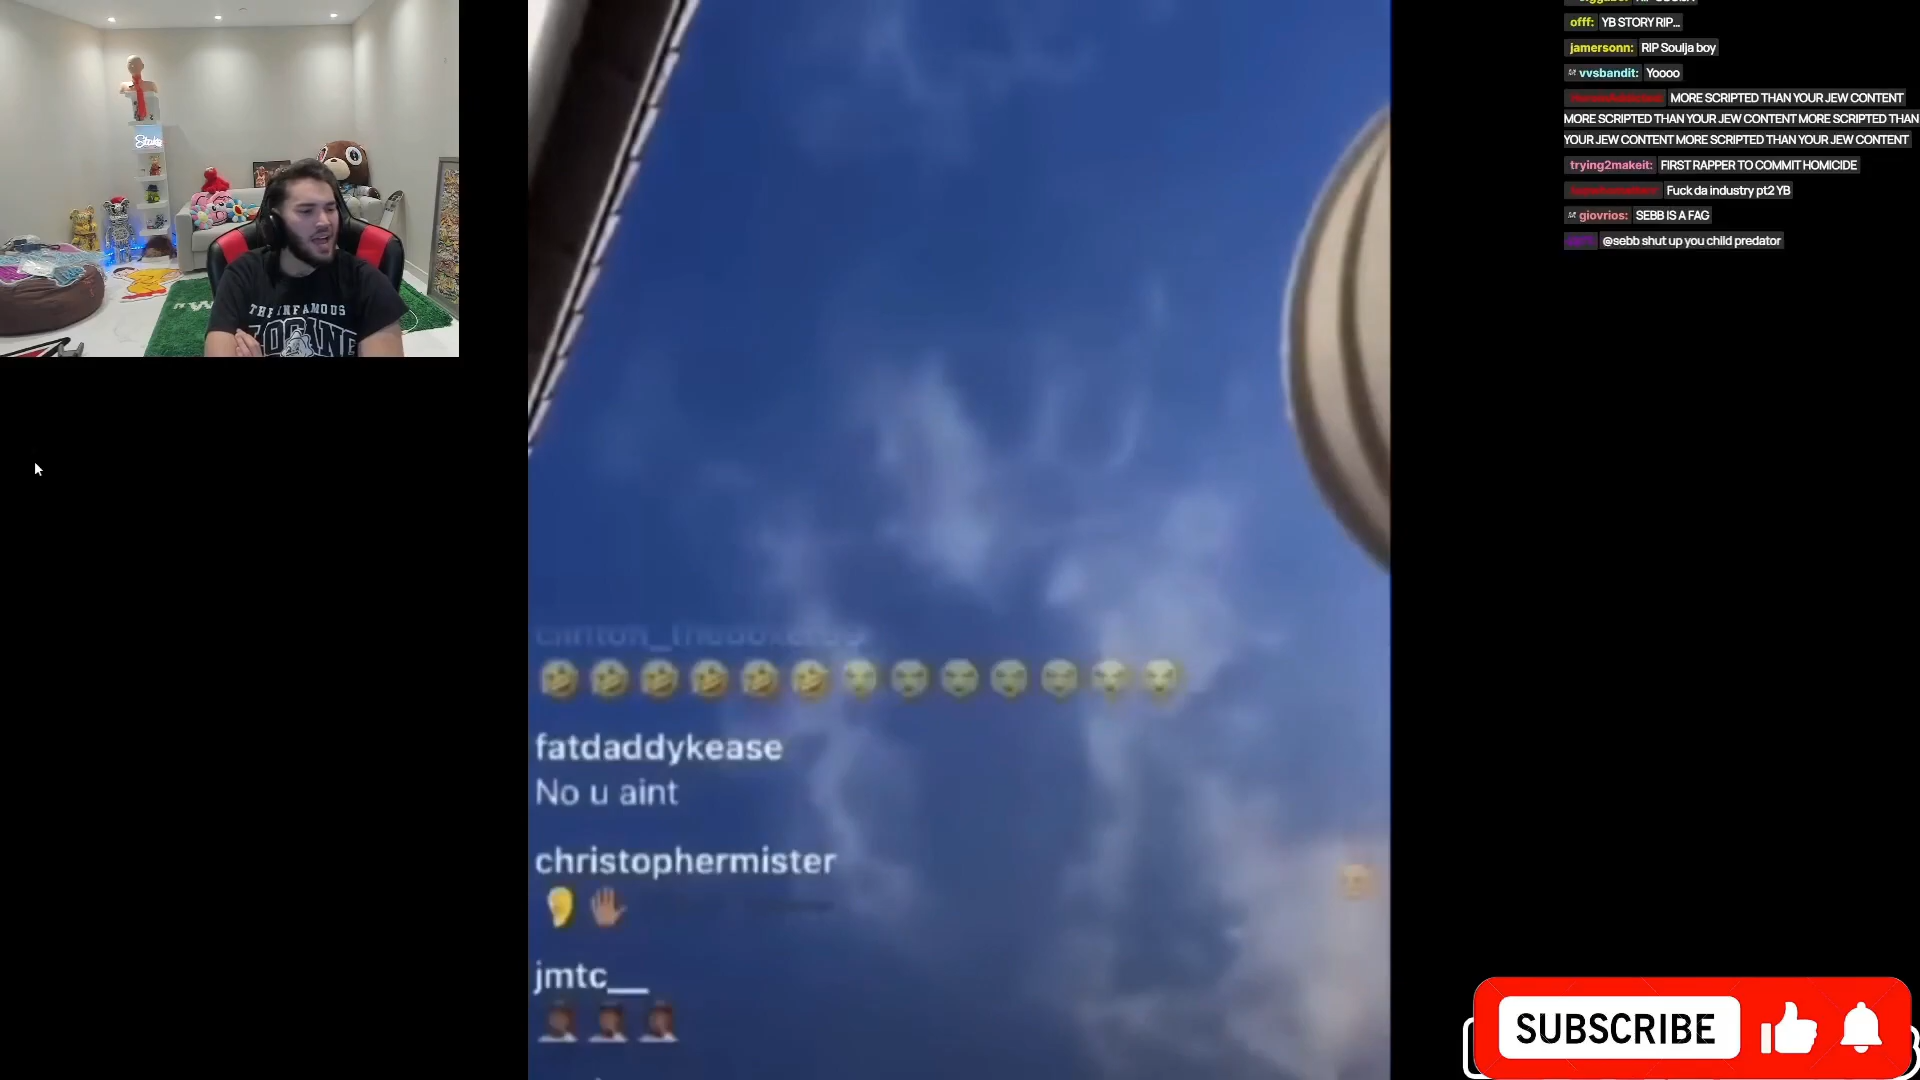 THE INFAMOUS
fatdaddykease
No u aint
christophermister
jmtc__
offf: YB STORY RIP...
jamersonn: RIP Soulja boy
vvsbandit: Yoooo
MORE SCRIPTED THAN YOUR JEW CONTENT
MORE SCRIPTED THAN YOUR JEW CONTENT MORE SCRIPTED THAN
YOUR JEW CONTENT MORE SCRIPTED THAN YOUR JEW CONTENT
trying2makeit: FIRST RAPPER TO COMMIT HOMICIDE
Fuck da industry pt2 YB
giovrios: SEBB IS A FAG
@sebb shut up you child predator
SUBSCRIBE